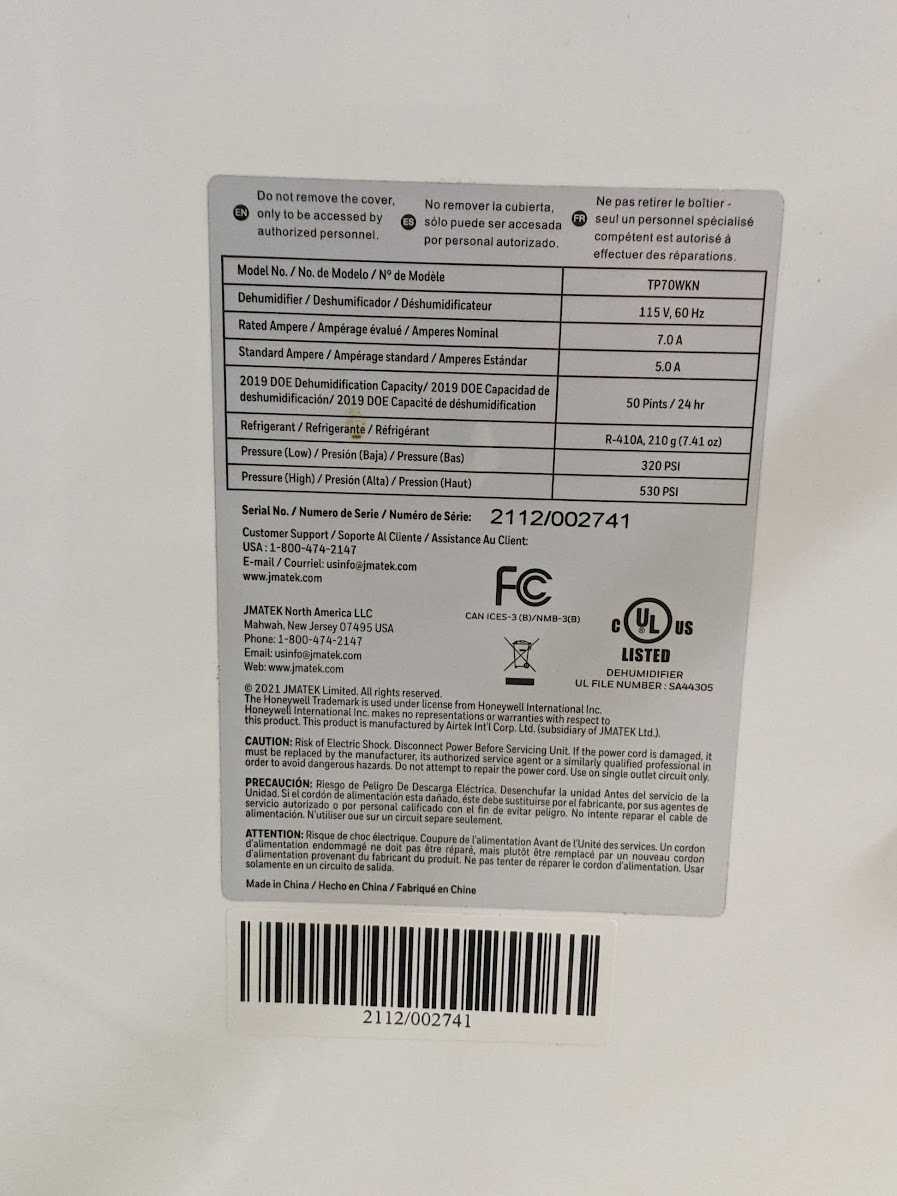 EN Do not remove the cover, only to be accessed by authorized personnel.
ES No remover la cubierta, sólo puede ser accesada por personal autorizado.
FR Ne pas retirer le boîtier - seul un personnel spécialisé compétent est autorisé à effectuer des réparations.
Model No. / No. de Modelo / Nº de Modèle TP70WKN
Dehumidifier / Deshumificador / Déshumidificateur 115 V, 60 Hz
Rated Ampere / Ampérage évalué / Amperes Nominal 7.0 A
Standard Ampere / Ampérage standard / Amperes Estándar 5.0 A
2019 DOE Dehumidification Capacity/ 2019 DOE Capacidad de
deshumidificación/ 2019 DOE Capacité de déshumidification 50 Pints / 24 hr
Refrigerant / Refrigerante / Réfrigérant R-410A, 210 g (7.41 oz)
Pressure (Low) / Presión (Baja) / Pressure (Bas) 320 PSI
Pressure (High) / Presión (Alta) / Pression (Haut) 530 PSI
Serial No. / Numero de Serie / Numéro de Série: 2112/002741
Customer Support / Soporte Al Cliente / Assistance Au Client:
USA : 1-800-474-2147
E-mail / Courriel: usinfo@jmatek.com
www.jmatek.com
FC
CAN ICES-3 (B)/NMB-3(B)
JMATEK North America LLC
Mahwah, New Jersey 07495 USA
Phone: 1-800-474-2147
Email: usinfo@jmatek.com
Web: www.jmatek.com
C UL ® US
LISTED
DEHUMIDIFIER
UL FILE NUMBER : SA44305
© 2021 JMATEK Limited. All rights reserved.
The Honeywell Trademark is used under license from Honeywell International Inc.
Honeywell International Inc. makes no representations or warranties with respect to
this product. This product is manufactured by Airtek Int'l Corp. Ltd. (subsidiary of JMATEK Ltd.).
CAUTION: Risk of Electric Shock. Disconnect Power Before Servicing Unit. If the power cord is damaged, it
must be replaced by the manufacturer, its authorized service agent or a similarly qualified professional in
order to avoid dangerous hazards. Do not attempt to repair the power cord. Use on single outlet circuit only.
PRECAUCIÓN: Riesgo de Peligro De Descarga Eléctrica. Desenchufar la unidad Antes del servicio de la
Unidad. Si el cordón de alimentación esta dañado, éste debe sustituirse por el fabricante, por sus agentes de
servicio autorizado o por personal calificado con el fin de evitar peligro. No intente reparar el cable de
alimentación. N'utiliser oue sur un circuit separe seulement.
ATTENTION: Risque de choc électrique. Coupure de l'alimentation Avant de l'Unité des services. Un cordon
d'alimentation endommagé ne doit pas être réparé, mais plutôt être remplacé par un nouveau cordon
d'alimentation provenant du fabricant du produit. Ne pas tenter de réparer le cordon d'alimentation. Usar
solamente en un circuito de salida.
Made in China / Hecho en China / Fabriqué en Chine
2112/002741